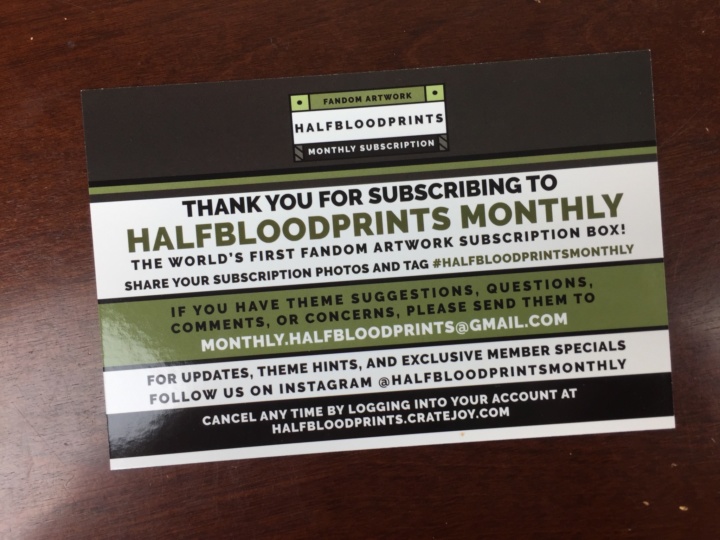 FANDOM ARTWORK
HALFBLOODPRINTS
MONTHLY SUBSCRIPTION
THANK YOU FOR SUBSCRIBING TO
HALFBLOODPRINTS MONTHLY
THE WORLD'S FIRST FANDOM ARTWORK SUBSCRIPTION BOX!
SHARE YOUR SUBSCRIPTION PHOTOS AND TAG #HALFBLOODPRINTSMONTHLY
IF YOU HAVE THEME SUGGESTIONS, QUESTIONS,
COMMENTS, OR CONCERNS, PLEASE SEND THEM TO
MONTHLY.HALFBLOODPRINTS@GMAIL.COM
FOR UPDATES, THEME HINTS, AND EXCLUSIVE MEMBER SPECIALS
FOLLOW US ON INSTAGRAM @HALFBLOODPRINTSMONTHLY
CANCEL ANY TIME BY LOGGING INTO YOUR ACCOUNT AT
HALFBLOODPRINTS.CRATEJOY.COM